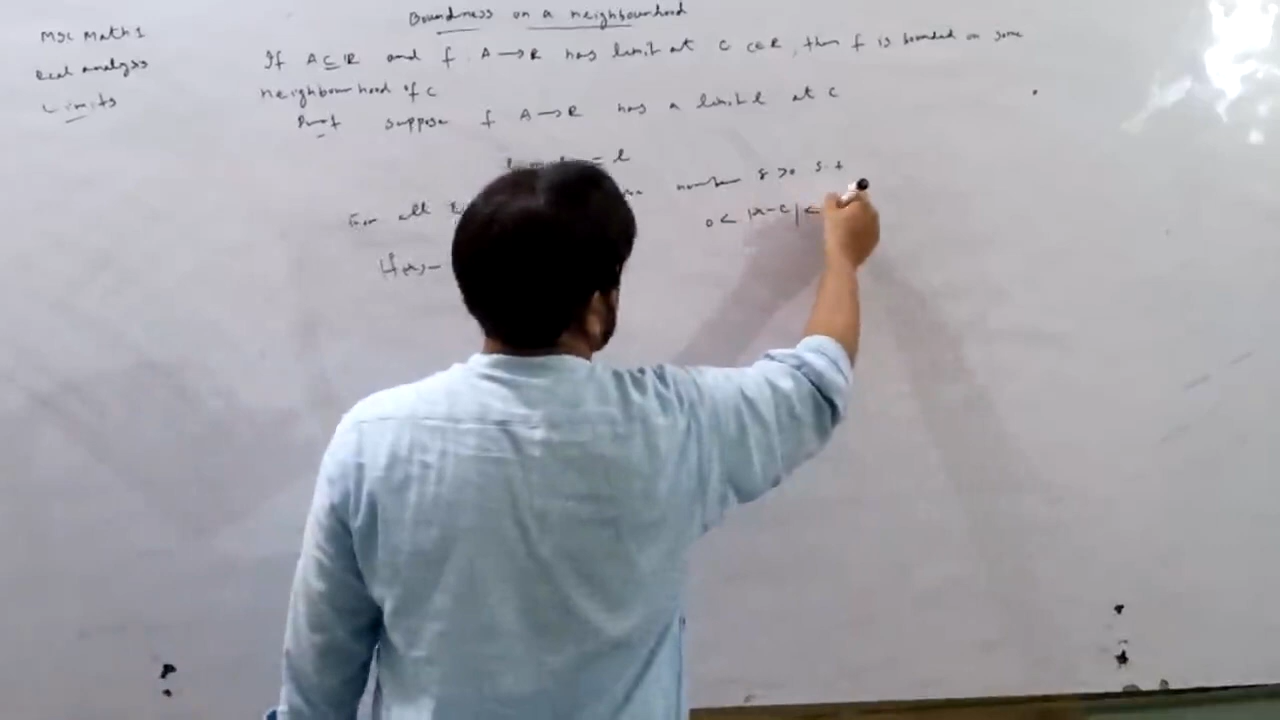 Boundness on a neighbourhood
MSC Math 1
Real analysis
Limits
If A ⊆ R and f A → R has limit at c c∈R, then f is bounded on some
neighbourhood of c
Proof suppose f A → R has a limit l at c
= l
For all number δ >0 s.t
0 < |x-c| <
|f(x)-